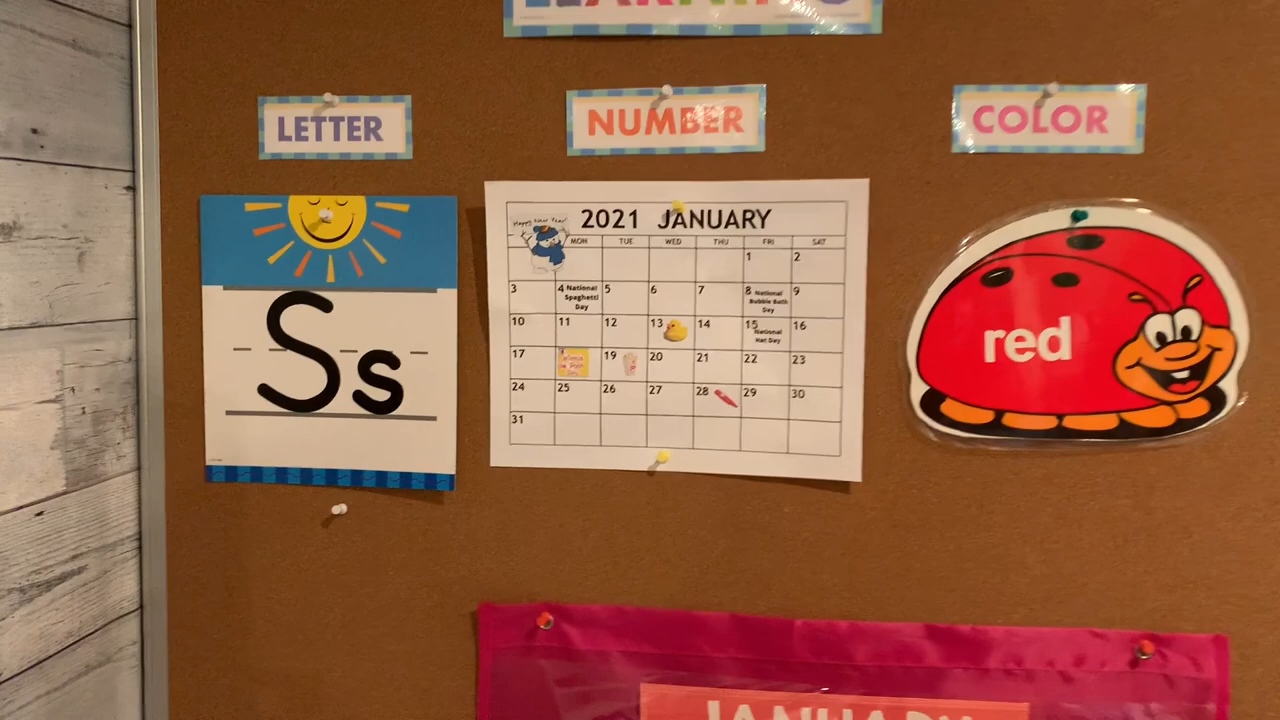 LEARNING
LETTER
NUMBER
COLOR
Happy New Year!
2021 JANUARY
MON TUE WED THU FRI SAT
1 2
3 4 National Spaghetti Day 5 6 7 8 National Bubble Bath Day 9
10 11 12 13 14 15 National Hat Day 16
17 19 20 21 22 23
24 25 26 27 28 29 30
31
Ss
red
JANUARY